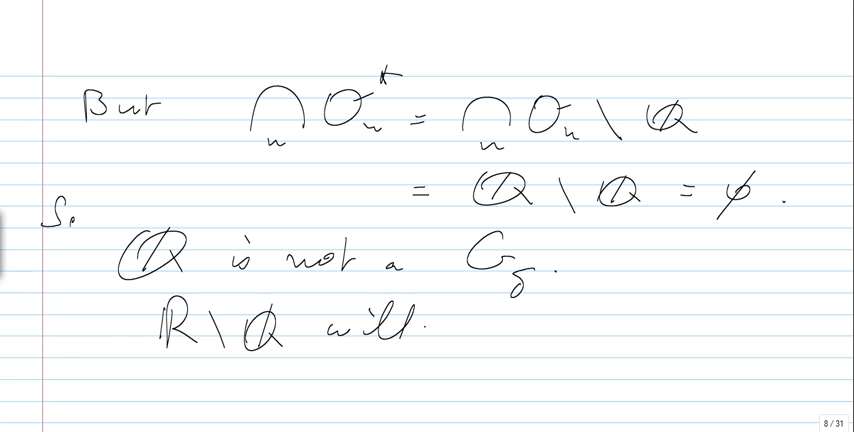 But ⋂ₙ 𝒪ₙ* = ⋂ₙ 𝒪ₙ \ ℚ
= ℚ \ ℚ = φ.
So
ℚ is not a G_δ.
ℝ \ ℚ will.
8 / 31